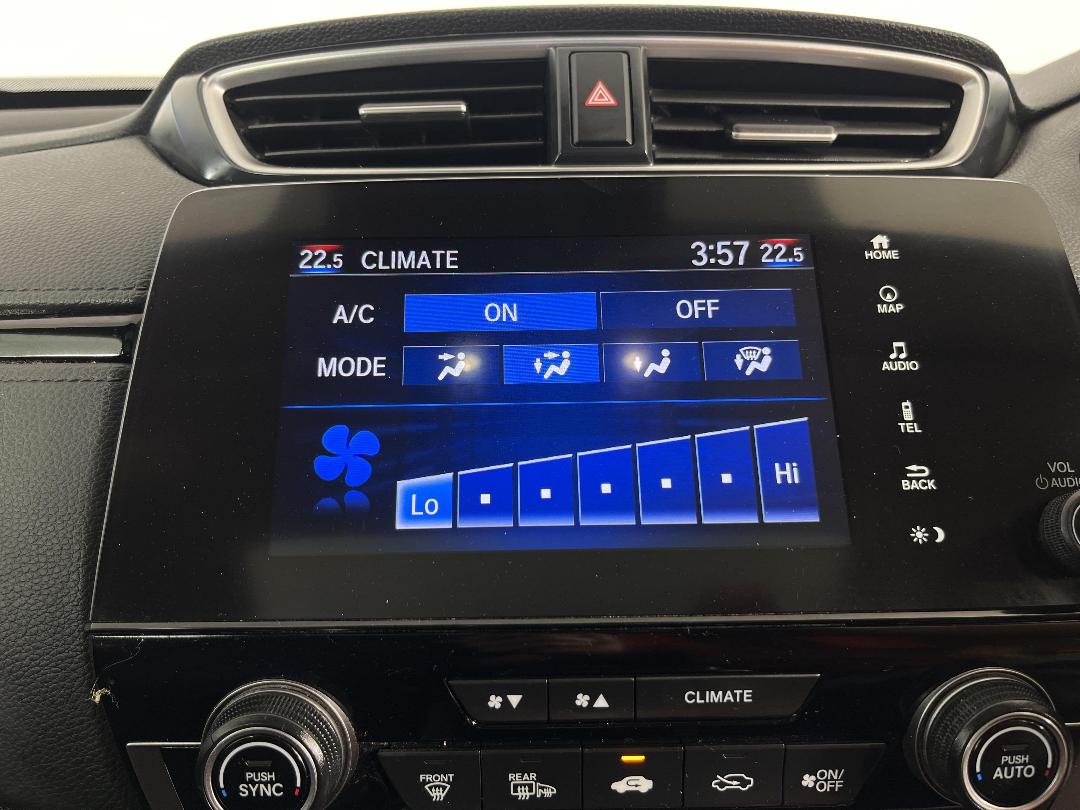 22.5 CLIMATE 3:57 22.5
A/C ON OFF
MODE
Lo Hi
HOME
MAP
AUDIO
TEL
BACK
VOL
AUDIO
CLIMATE
PUSH
SYNC
FRONT
REAR
ON/
OFF
PUSH
AUTO